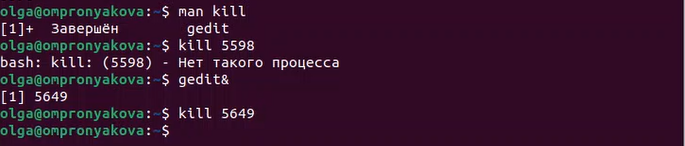 olga@ompronyakova:~$ man kill
[1]+  Завершён        gedit
olga@ompronyakova:~$ kill 5598
bash: kill: (5598) - Нет такого процесса
olga@ompronyakova:~$ gedit&
[1] 5649
olga@ompronyakova:~$ kill 5649
olga@ompronyakova:~$